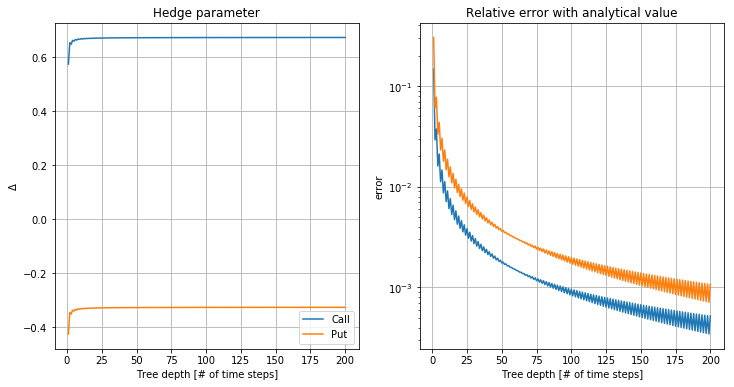 Hedge parameter
0.6
0.4
0.2
0.0
−0.2
−0.4
Δ
0 25 50 75 100 125 150 175 200
Tree depth [# of time steps]
Call
Put
Relative error with analytical value
10⁻¹
10⁻²
10⁻³
error
0 25 50 75 100 125 150 175 200
Tree depth [# of time steps]